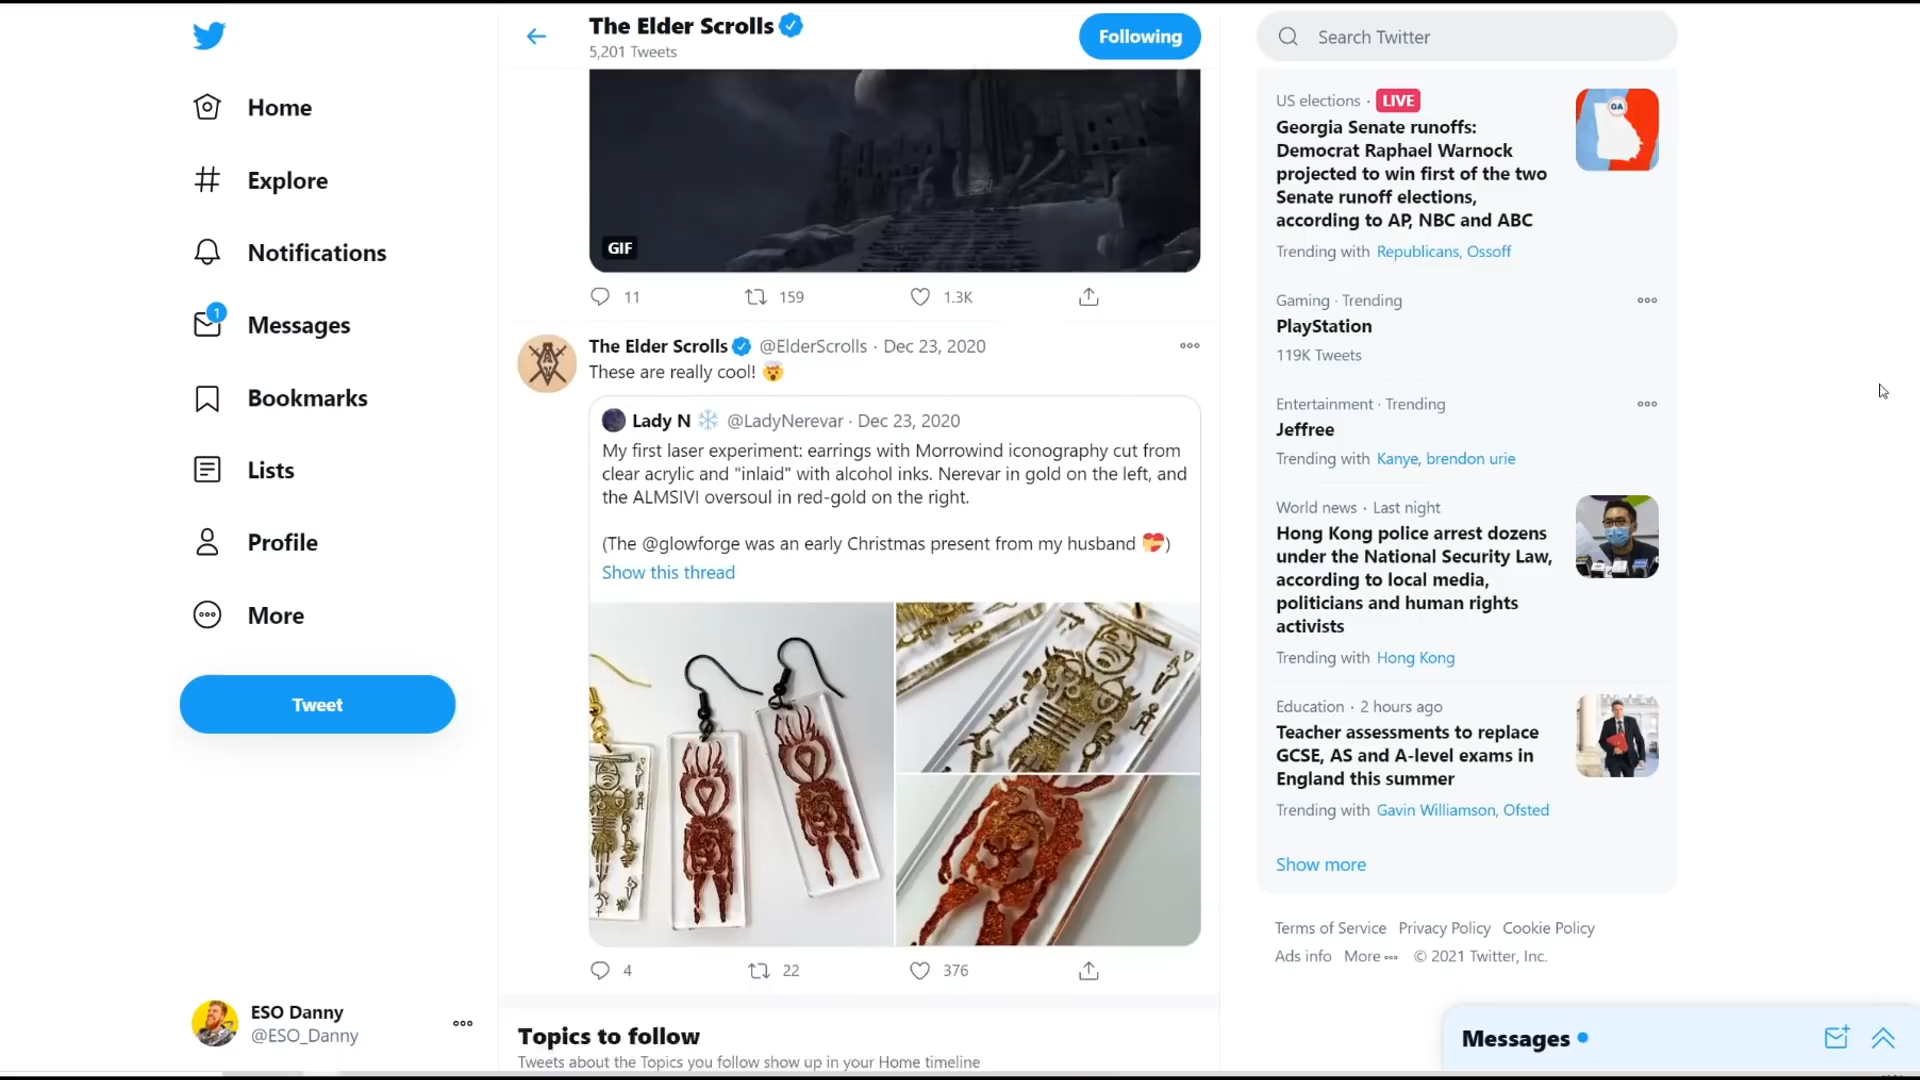 Home
Explore
Notifications
1
Messages
Bookmarks
Lists
Profile
More
Tweet
ESO Danny
@ESO_Danny
The Elder Scrolls
5,201 Tweets
Following
GIF
11 159 1.3K
The Elder Scrolls @ElderScrolls · Dec 23, 2020
These are really cool!
Lady N @LadyNerevar · Dec 23, 2020
My first laser experiment: earrings with Morrowind iconography cut from
clear acrylic and "inlaid" with alcohol inks. Nerevar in gold on the left, and
the ALMSIVI oversoul in red-gold on the right.
(The @glowforge was an early Christmas present from my husband )
Show this thread
4 22 376
Topics to follow
Tweets about the Topics you follow show up in your Home timeline
Search Twitter
US elections · LIVE
Georgia Senate runoffs:
Democrat Raphael Warnock
projected to win first of the two
Senate runoff elections,
according to AP, NBC and ABC
Trending with Republicans, Ossoff
GA
Gaming · Trending
PlayStation
119K Tweets
Entertainment · Trending
Jeffree
Trending with Kanye, brendon urie
World news · Last night
Hong Kong police arrest dozens
under the National Security Law,
according to local media,
politicians and human rights
activists
Trending with Hong Kong
Education · 2 hours ago
Teacher assessments to replace
GCSE, AS and A-level exams in
England this summer
Trending with Gavin Williamson, Ofsted
Show more
Terms of Service Privacy Policy Cookie Policy
Ads info More © 2021 Twitter, Inc.
Messages